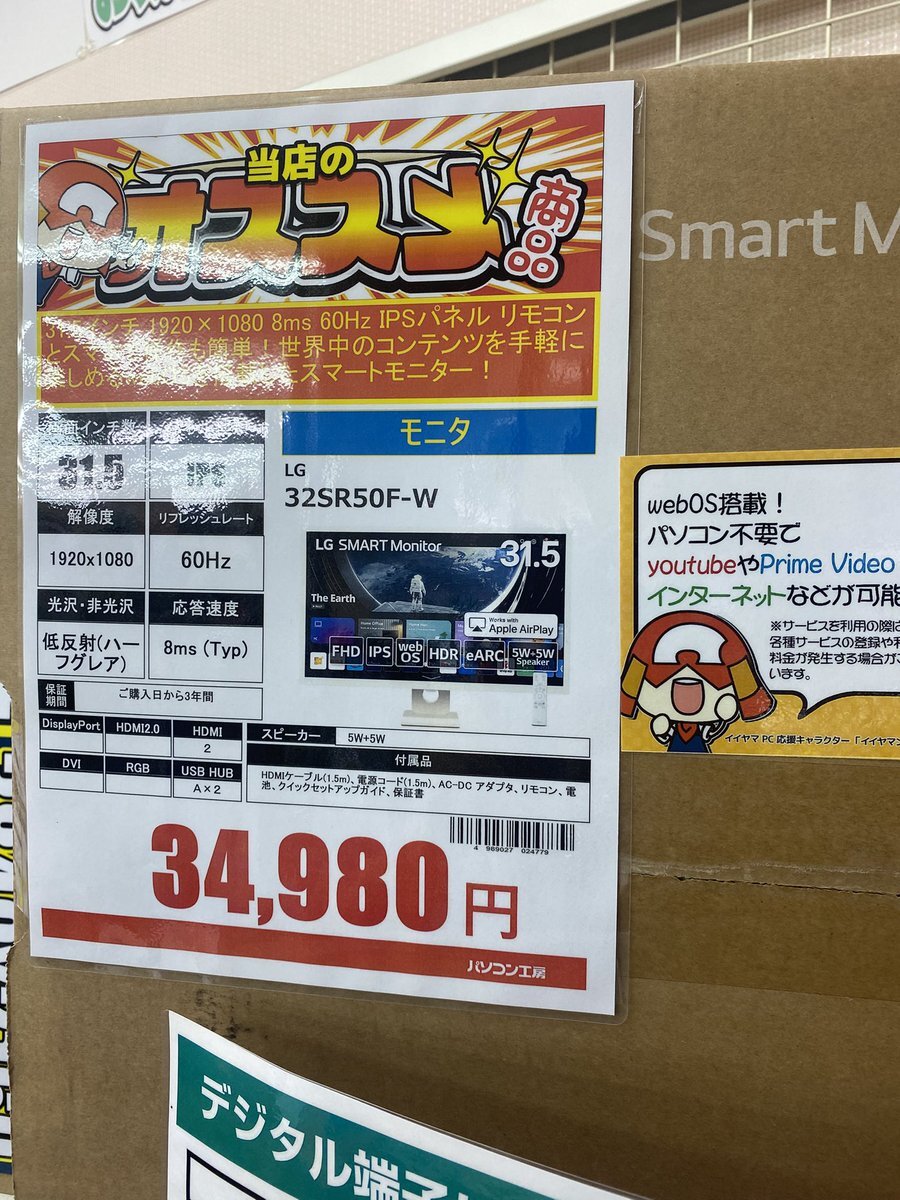 当店の
オススメ
商品
31.5インチ 1920×1080 8ms 60Hz IPSパネル リモコン
も簡単！世界中のコンテンツを手軽に
スマートモニター！
31.5
IPS
解像度
リフレッシュレート
1920x1080
60Hz
光沢・非光沢
応答速度
低反射(ハー
フグレア)
8ms (Typ)
保証
期間
ご購入日から3年間
DisplayPort
HDMI2.0
HDMI
2
DVI
RGB
USB HUB
A×2
モニタ
LG
32SR50F-W
LG SMART Monitor
31.5
The Earth
Works with
Apple AirPlay
FHD
IPS
web
OS
HDR
eARC
5W+5W
Speaker
スピーカー
5W+5W
付属品
HDMIケーブル(1.5m)、電源コード(1.5m)、AC-DC アダプタ、リモコン、電
池、クイックセットアップガイド、保証書
4 989027 024779
34,980円
パソコン工房
Smart M
webOS搭載！
パソコン不要で
youtubeやPrime Video
インターネットなどが可能
※サービスを利用の際は
各種サービスの登録や
料金が発生する場合が
います。
イイヤマ PC 応援キャラクター「イイヤマン
デジタル端子